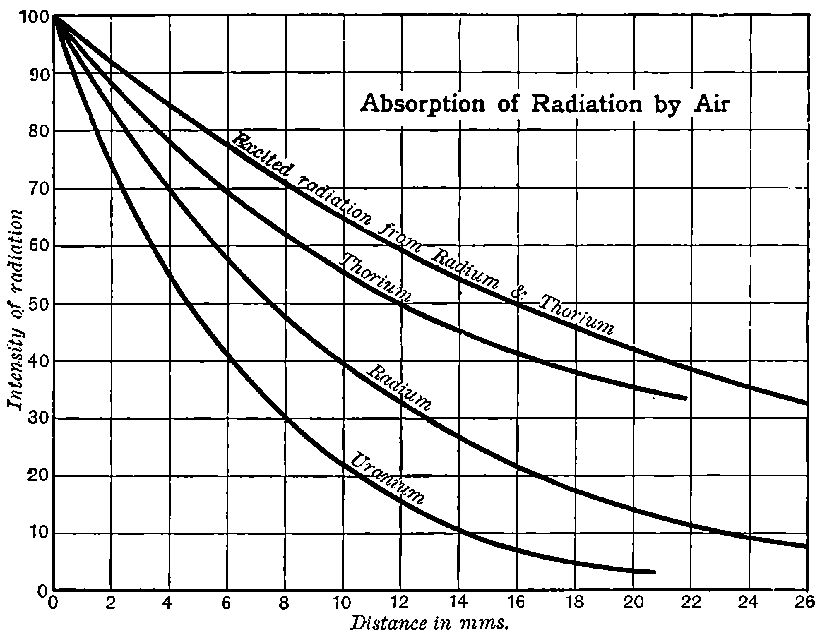 Absorption of Radiation by Air
Intensity of radiation
100
90
80
70
60
50
40
30
20
10
0
Excited radiation from Radium & Thorium
Thorium
Radium
Uranium
0 2 4 6 8 10 12 14 16 18 20 22 24 26
Distance in mms.